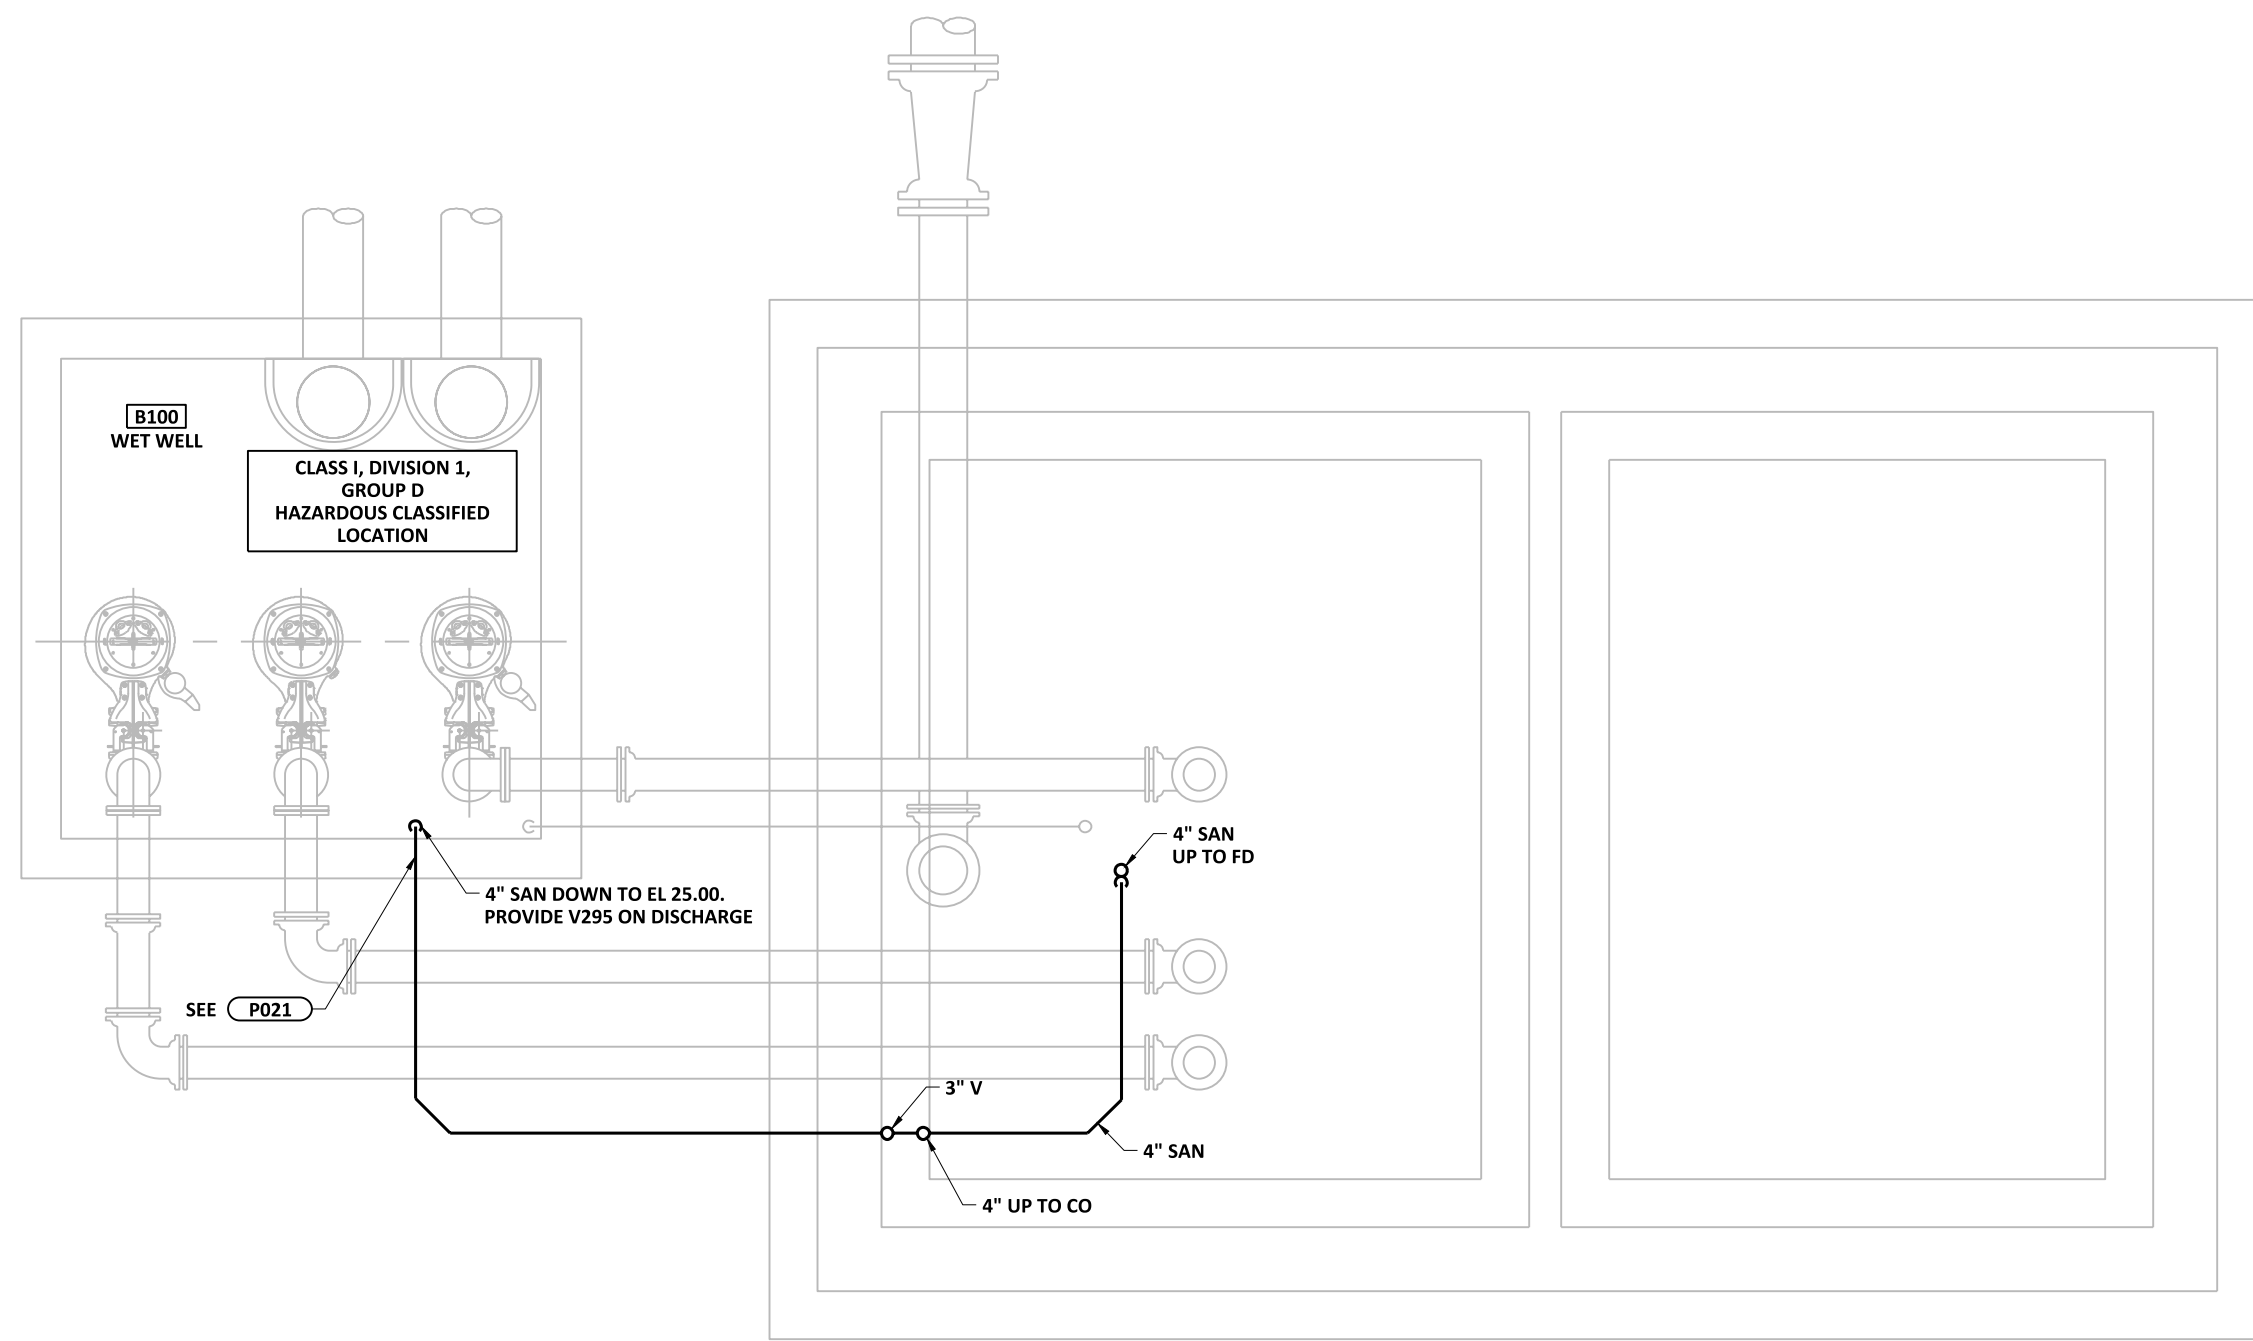 B100
WET WELL
CLASS I, DIVISION 1,
GROUP D
HAZARDOUS CLASSIFIED
LOCATION
4" SAN
UP TO FD
4" SAN DOWN TO EL 25.00.
PROVIDE V295 ON DISCHARGE
SEE P021
3" V
4" SAN
4" UP TO CO